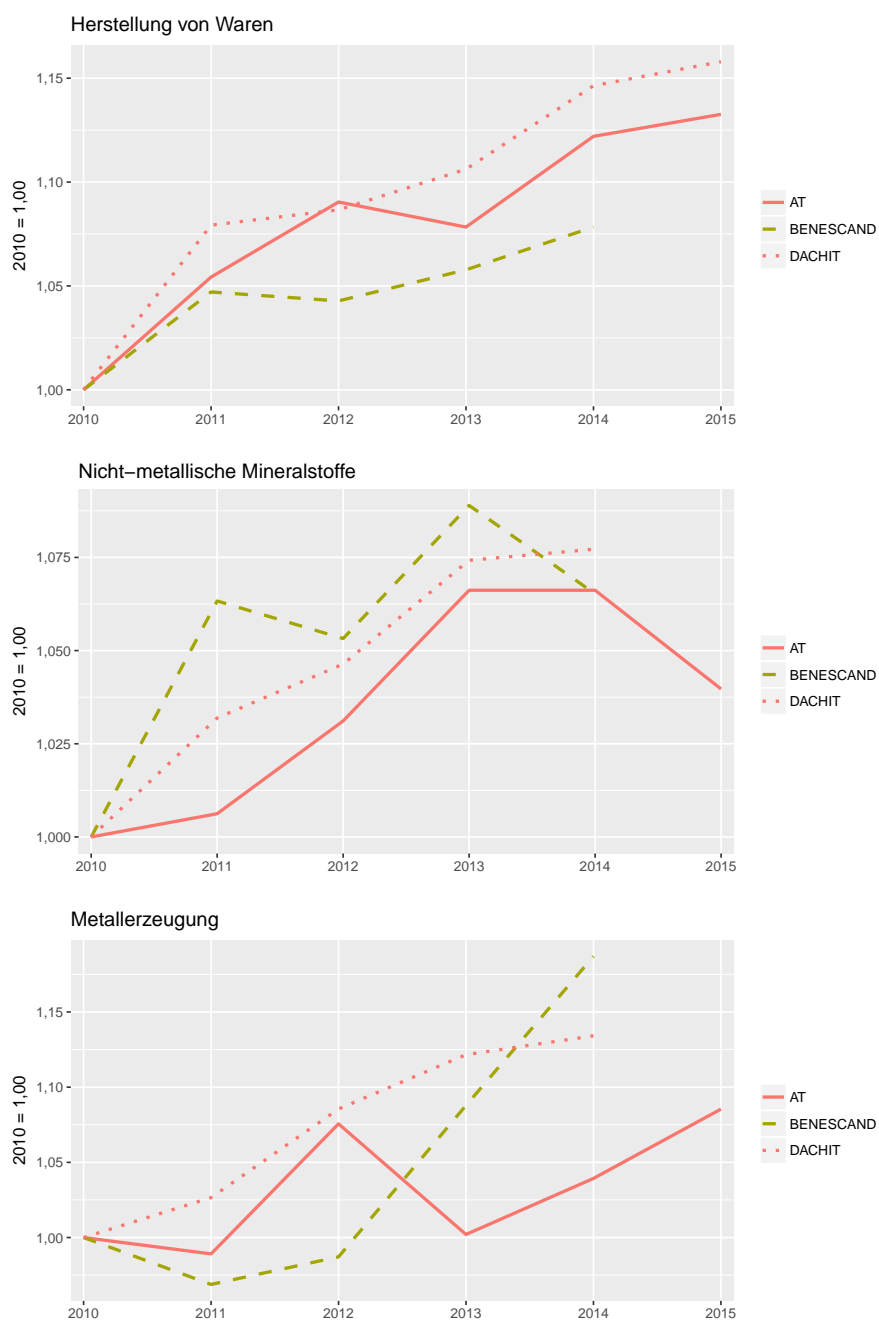 Herstellung von Waren
2010 = 1,00
1,15
1,10
1,05
1,00
2010 2011 2012 2013 2014 2015
AT
BENESCAND
DACHIT
Nicht−metallische Mineralstoffe
2010 = 1,00
1,075
1,050
1,025
1,000
2010 2011 2012 2013 2014 2015
AT
BENESCAND
DACHIT
Metallerzeugung
2010 = 1,00
1,15
1,10
1,05
1,00
2010 2011 2012 2013 2014 2015
AT
BENESCAND
DACHIT